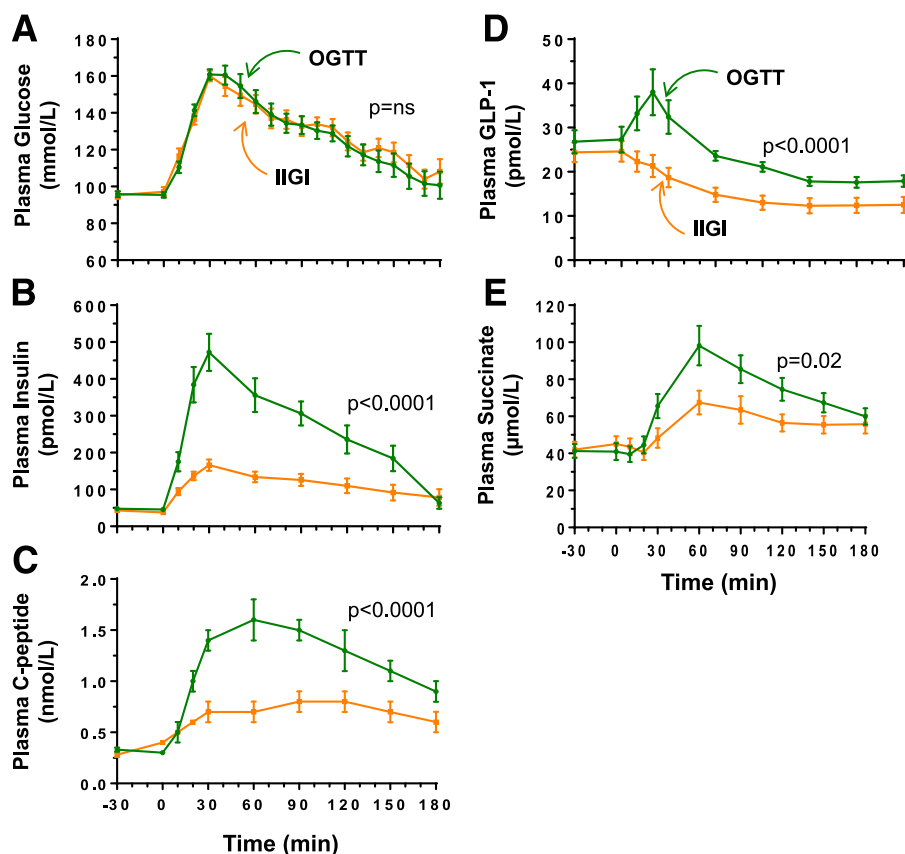 A
Plasma Glucose
(mmol/L)
180
160
140
120
100
80
60
OGTT
IIGI
p=ns
B
Plasma Insulin
(pmol/L)
600
500
400
300
200
100
0
p<0.0001
C
Plasma C-peptide
(nmol/L)
2.0
1.5
1.0
0.5
0.0
p<0.0001
-30 0 30 60 90 120 150 180
Time (min)
D
Plasma GLP-1
(pmol/L)
50
40
30
20
10
0
OGTT
p<0.0001
IIGI
E
Plasma Succinate
(µmol/L)
120
100
80
60
40
20
0
p=0.02
-30 0 30 60 90 120 150 180
Time (min)